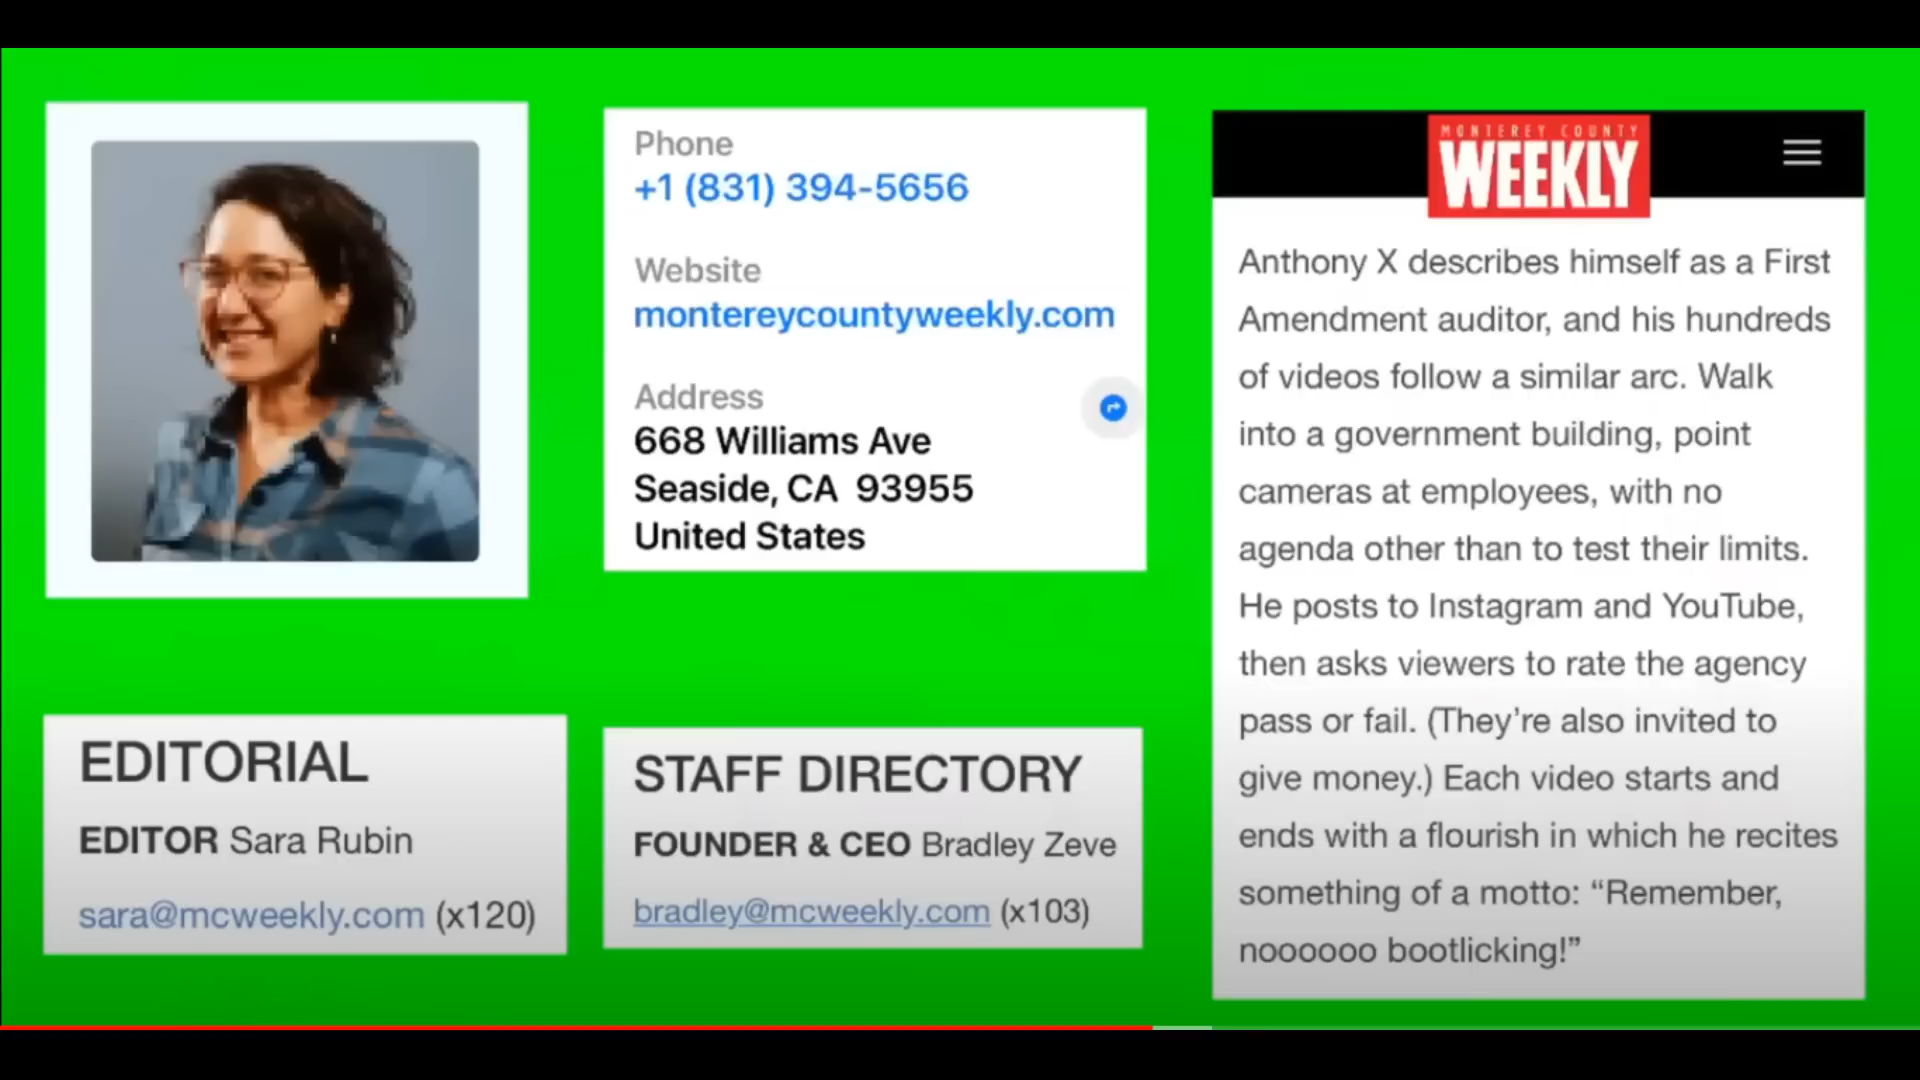 Phone
+1 (831) 394-5656
Website
montereycountyweekly.com
Address
668 Williams Ave
Seaside, CA 93955
United States
EDITORIAL
EDITOR Sara Rubin
sara@mcweekly.com (x120)
STAFF DIRECTORY
FOUNDER & CEO Bradley Zeve
bradley@mcweekly.com (x103)
MONTEREY COUNTY
WEEKLY
Anthony X describes himself as a First
Amendment auditor, and his hundreds
of videos follow a similar arc. Walk
into a government building, point
cameras at employees, with no
agenda other than to test their limits.
He posts to Instagram and YouTube,
then asks viewers to rate the agency
pass or fail. (They’re also invited to
give money.) Each video starts and
ends with a flourish in which he recites
something of a motto: “Remember,
noooooo bootlicking!”